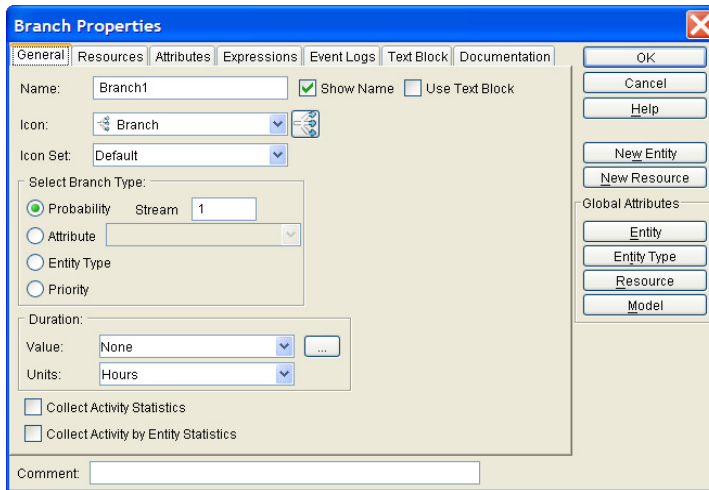 Branch Properties
General Resources Attributes Expressions Event Logs Text Block Documentation
Name: Branch1 Show Name Use Text Block
Icon: Branch
Icon Set: Default
Select Branch Type:
Probability Stream 1
Attribute
Entity Type
Priority
Duration:
Value: None ...
Units: Hours
Collect Activity Statistics
Collect Activity by Entity Statistics
Comment:
OK
Cancel
Help
New Entity
New Resource
Global Attributes
Entity
Entity Type
Resource
Model